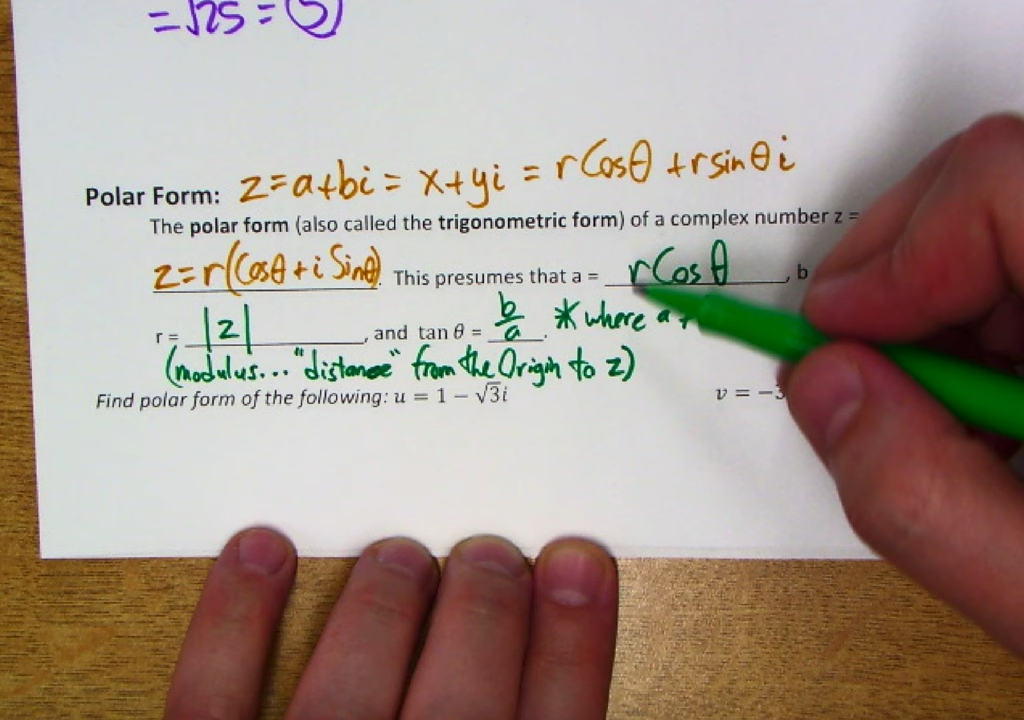 = √25 = 5
Polar Form: z = a+bi = x+yi = rCosθ + rsinθ i
The polar form (also called the trigonometric form) of a complex number z =
z = r(Cosθ + i Sinθ). This presumes that a = rCosθ, b
r = |z|, and tan θ = b/a. * where a
(modulus... "distance" from the Origin to z)
Find polar form of the following: u = 1 − √3i v = −3